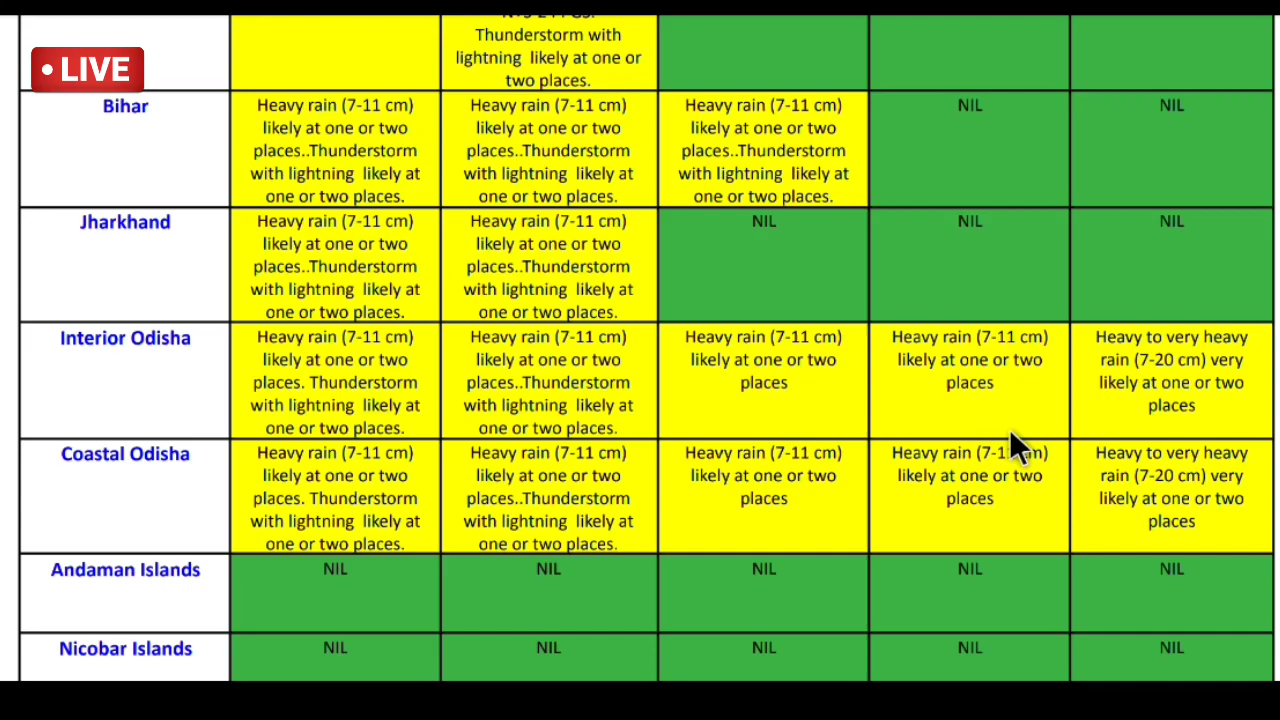 • LIVE
Thunderstorm with
lightning likely at one or
two places.
Bihar
Heavy rain (7-11 cm)
likely at one or two
places..Thunderstorm
with lightning likely at
one or two places.
Heavy rain (7-11 cm)
likely at one or two
places..Thunderstorm
with lightning likely at
one or two places.
Heavy rain (7-11 cm)
likely at one or two
places..Thunderstorm
with lightning likely at
one or two places.
NIL
NIL
Jharkhand
Heavy rain (7-11 cm)
likely at one or two
places..Thunderstorm
with lightning likely at
one or two places.
Heavy rain (7-11 cm)
likely at one or two
places..Thunderstorm
with lightning likely at
one or two places.
NIL
NIL
NIL
Interior Odisha
Heavy rain (7-11 cm)
likely at one or two
places. Thunderstorm
with lightning likely at
one or two places.
Heavy rain (7-11 cm)
likely at one or two
places..Thunderstorm
with lightning likely at
one or two places.
Heavy rain (7-11 cm)
likely at one or two
places
Heavy rain (7-11 cm)
likely at one or two
places
Heavy to very heavy
rain (7-20 cm) very
likely at one or two
places
Coastal Odisha
Heavy rain (7-11 cm)
likely at one or two
places. Thunderstorm
with lightning likely at
one or two places.
Heavy rain (7-11 cm)
likely at one or two
places..Thunderstorm
with lightning likely at
one or two places.
Heavy rain (7-11 cm)
likely at one or two
places
Heavy rain
likely at one or two
places
Heavy to very heavy
rain (7-20 cm) very
likely at one or two
places
Andaman Islands
NIL
NIL
NIL
NIL
NIL
Nicobar Islands
NIL
NIL
NIL
NIL
NIL